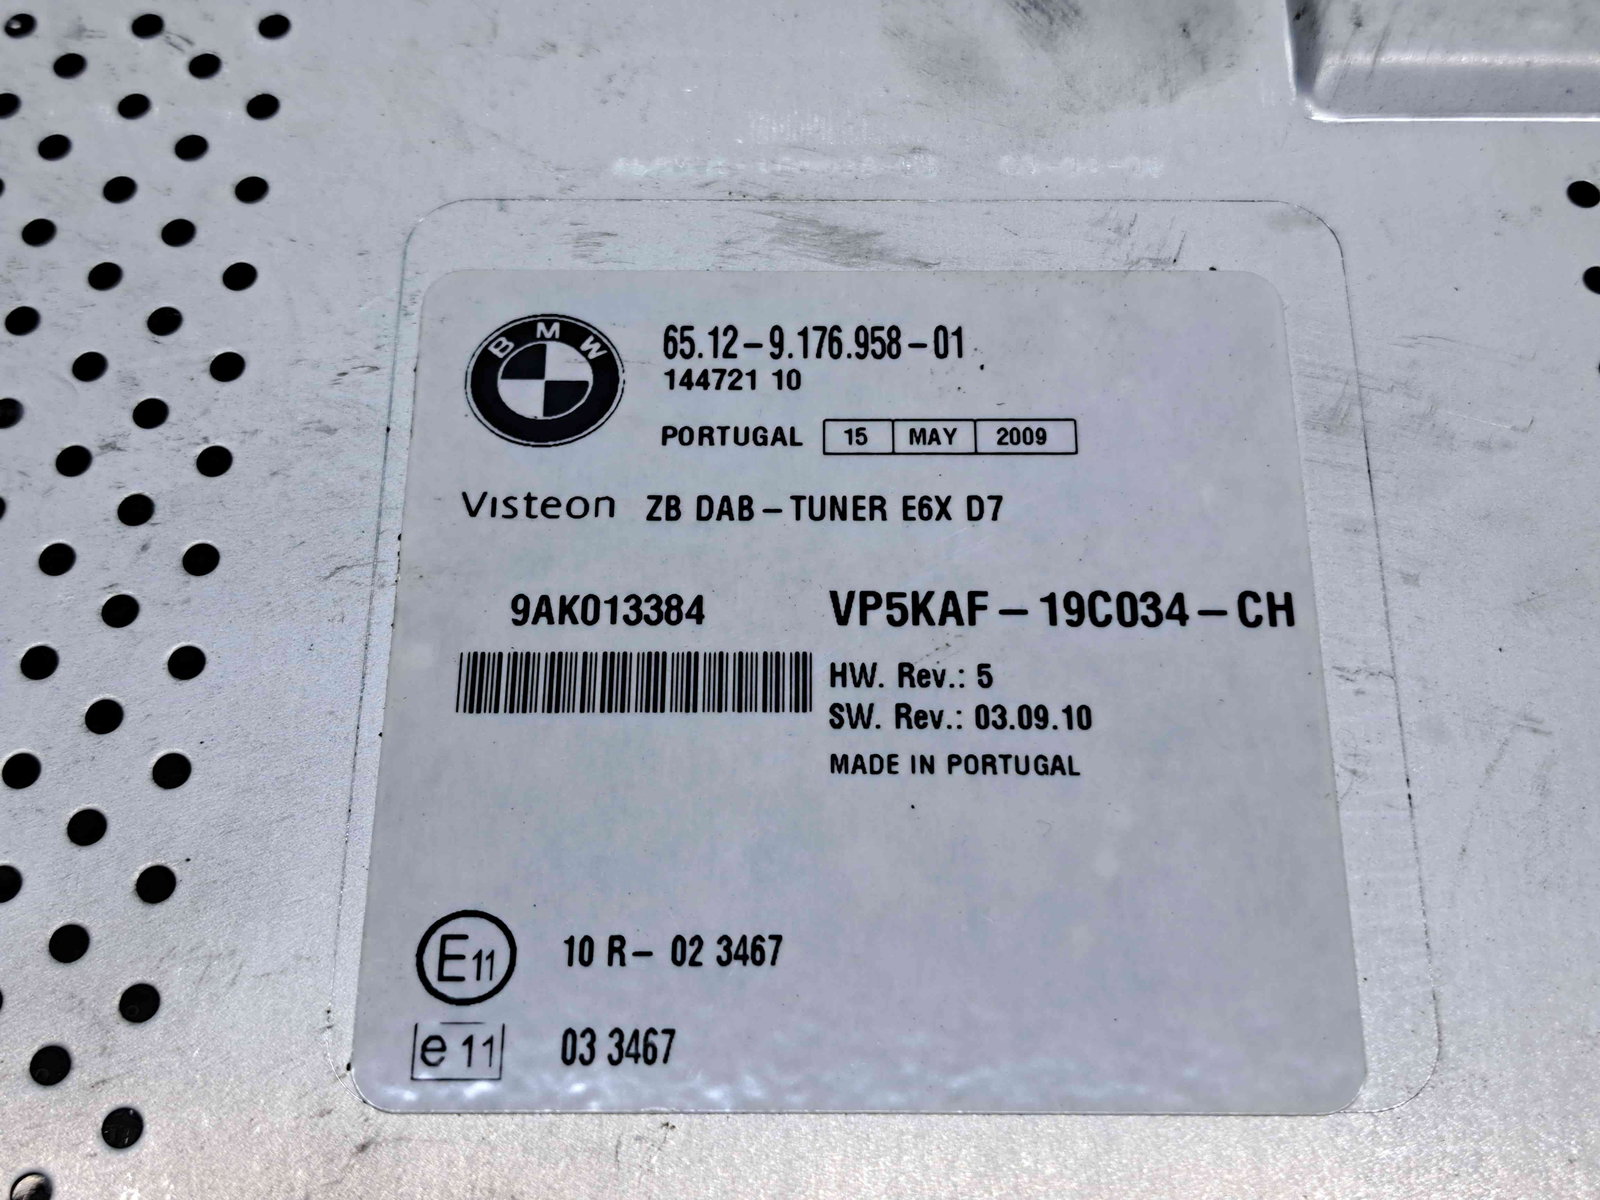 BMW
65.12-9.176.958-01
144721 10
PORTUGAL 15 MAY 2009
Visteon ZB DAB-TUNER E6X D7
9AK013384 VP5KAF-19C034-CH
HW. Rev.: 5
SW. Rev.: 03.09.10
MADE IN PORTUGAL
E11 10 R- 02 3467
e 11 03 3467